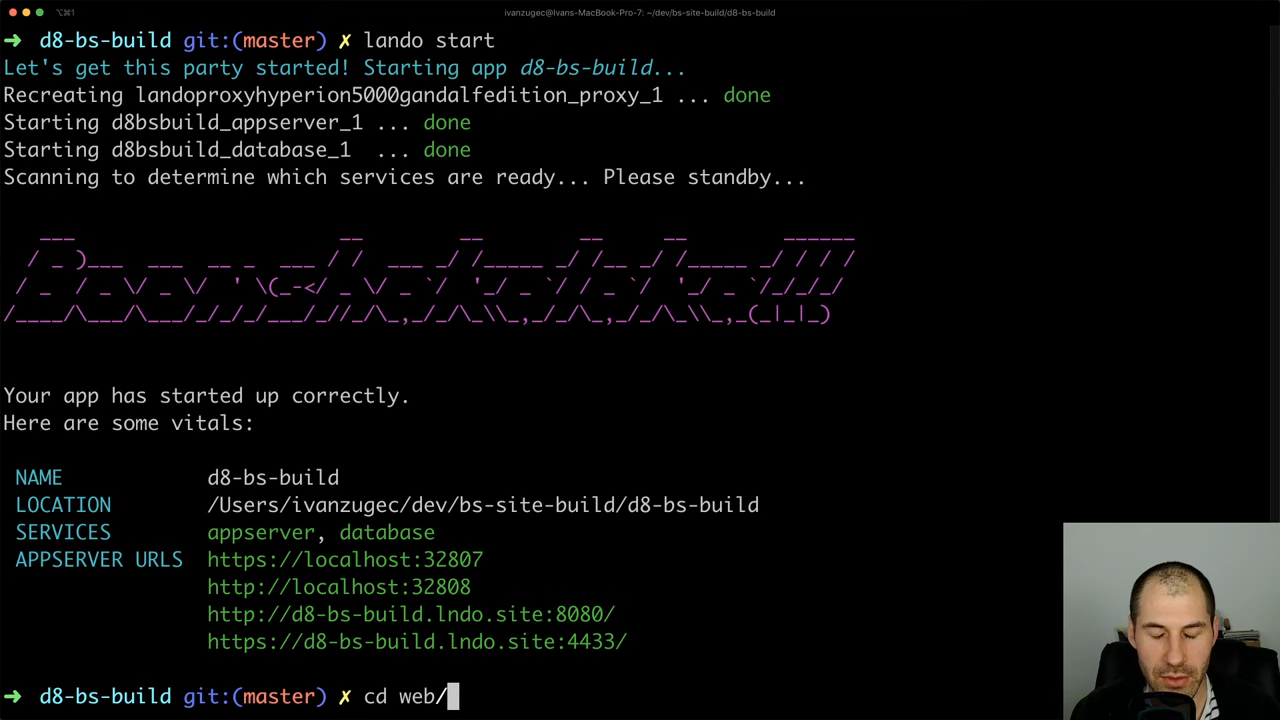 ⌥⌘1 ivanzugec@Ivans-MacBook-Pro-7: ~/dev/bs-site-build/d8-bs-build
➜ d8-bs-build git:(master) ✗ lando start
Let's get this party started! Starting app d8-bs-build...
Recreating landoproxyhyperion5000gandalfedition_proxy_1 ... done
Starting d8bsbuild_appserver_1 ... done
Starting d8bsbuild_database_1 ... done
Scanning to determine which services are ready... Please standby...
Boomshakalaka!!!
Your app has started up correctly.
Here are some vitals:
NAME d8-bs-build
LOCATION /Users/ivanzugec/dev/bs-site-build/d8-bs-build
SERVICES appserver, database
APPSERVER URLS https://localhost:32807
http://localhost:32808
http://d8-bs-build.lndo.site:8080/
https://d8-bs-build.lndo.site:4433/
➜ d8-bs-build git:(master) ✗ cd web/